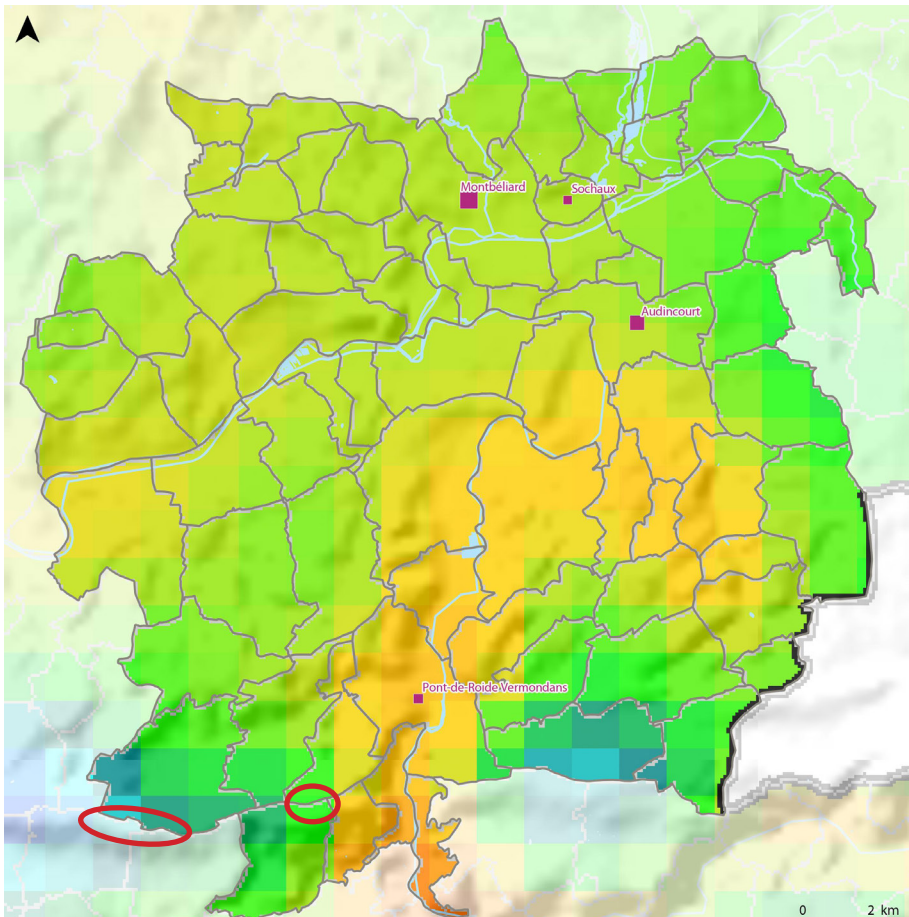 Montbéliard
Sochaux
Audincourt
Pont-de-Roide Vermondans
0 2 km